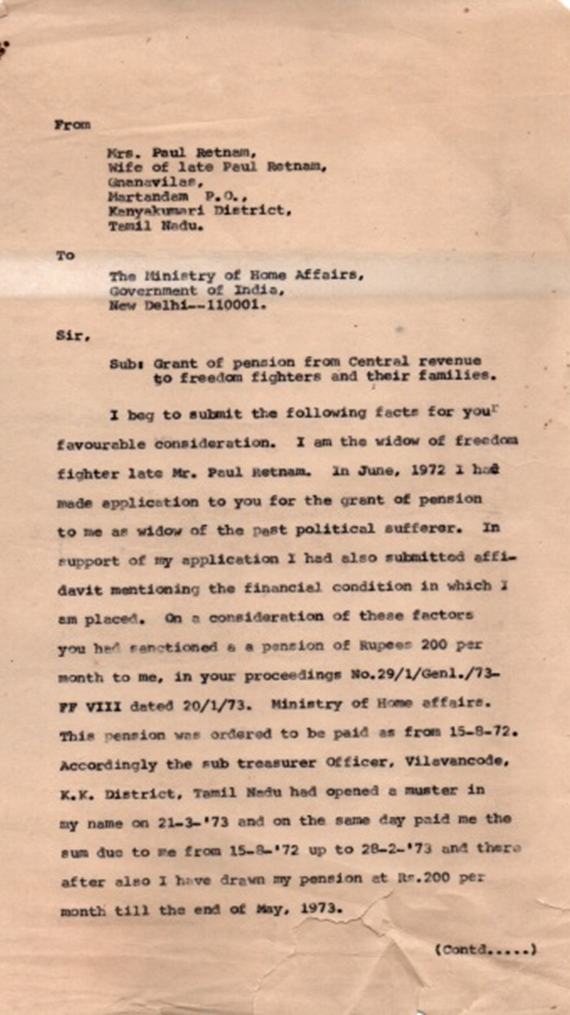 From
Mrs. Paul Retnam,
Wife of late Paul Retnam,
Gnanavilas,
Martandam P.O.,
Kanyakumari District,
Tamil Nadu.
To
The Ministry of Home Affairs,
Government of India,
New Delhi--110001.
Sir,
Sub: Grant of pension from Central revenue
to freedom fighters and their families.
I beg to submit the following facts for your
favourable consideration. I am the widow of freedom
fighter late Mr. Paul Retnam. In June, 1972 I had
made application to you for the grant of pension
to me as widow of the past political sufferer. In
support of my application I had also submitted affi-
davit mentioning the financial condition in which I
am placed. On a consideration of these factors
you had sanctioned a a pension of Rupees 200 per
month to me, in your proceedings No.29/1/Genl./73-
FF VIII dated 20/1/73. Ministry of Home affairs.
This pension was ordered to be paid as from 15-8-72.
Accordingly the sub treasurer Officer, Vilavancode,
K.K. District, Tamil Nadu had opened a muster in
my name on 21-3-'73 and on the same day paid me the
sum due to me from 15-8-'72 up to 28-2-'73 and there
after also I have drawn my pension at Rs.200 per
month till the end of May, 1973.
(Contd.....)